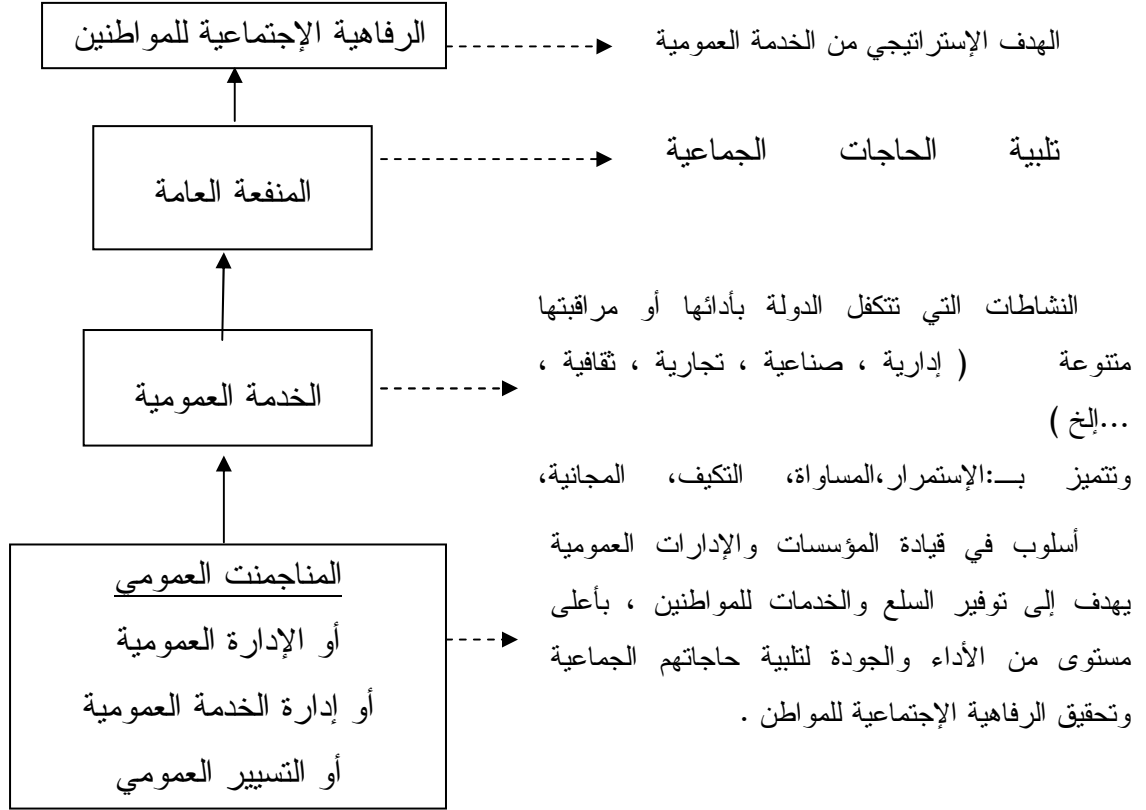 الرفاهية الإجتماعية للمواطنين
الهدف الإستراتيجي من الخدمة العمومية
المنفعة العامة
تلبية الحاجات الجماعية
الخدمة العمومية
النشاطات التي تتكفل الدولة بأدائها أو مراقبتها
متنوعة ( إدارية ، صناعية ، تجارية ، ثقافية ،
...إلخ )
وتتميز بــ:الإستمرار،المساواة، التكيف، المجانية،
المناجمنت العمومي
أو الإدارة العمومية
أو إدارة الخدمة العمومية
أو التسيير العمومي
أسلوب في قيادة المؤسسات والإدارات العمومية
يهدف إلى توفير السلع والخدمات للمواطنين ، بأعلى
مستوى من الأداء والجودة لتلبية حاجاتهم الجماعية
وتحقيق الرفاهية الإجتماعية للمواطن .